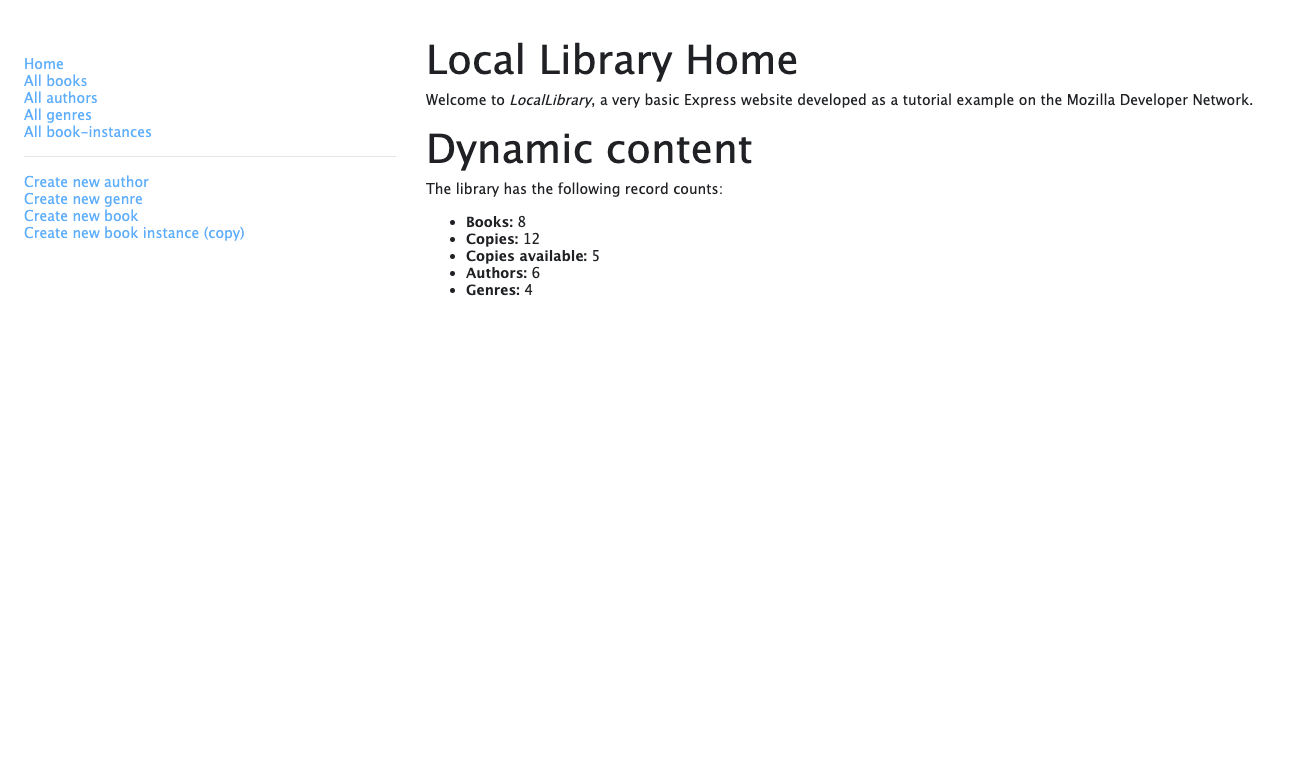 Home
All books
All authors
All genres
All book-instances
Create new author
Create new genre
Create new book
Create new book instance (copy)
Local Library Home
Welcome to LocalLibrary, a very basic Express website developed as a tutorial example on the Mozilla Developer Network.
Dynamic content
The library has the following record counts:
• Books: 8
• Copies: 12
• Copies available: 5
• Authors: 6
• Genres: 4